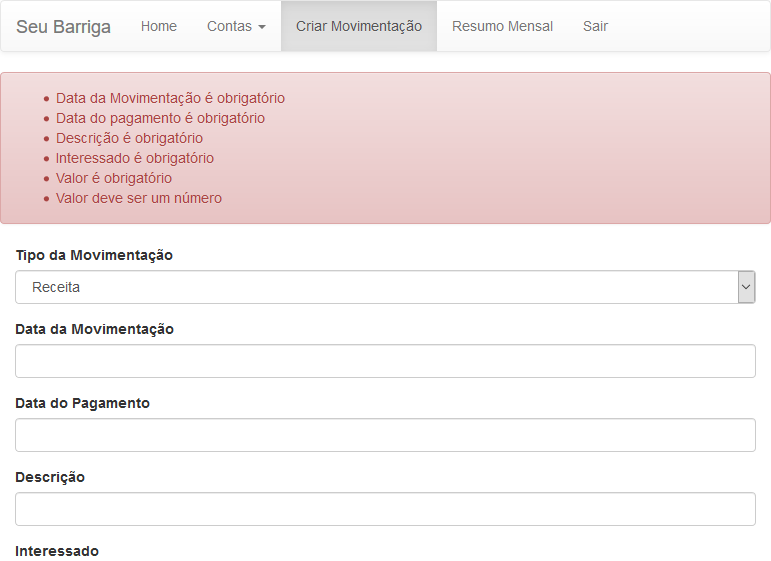 Seu Barriga Home Contas Criar Movimentação Resumo Mensal Sair
Data da Movimentação é obrigatório
Data do pagamento é obrigatório
Descrição é obrigatório
Interessado é obrigatório
Valor é obrigatório
Valor deve ser um número
Tipo da Movimentação
Receita
Data da Movimentação
Data do Pagamento
Descrição
Interessado